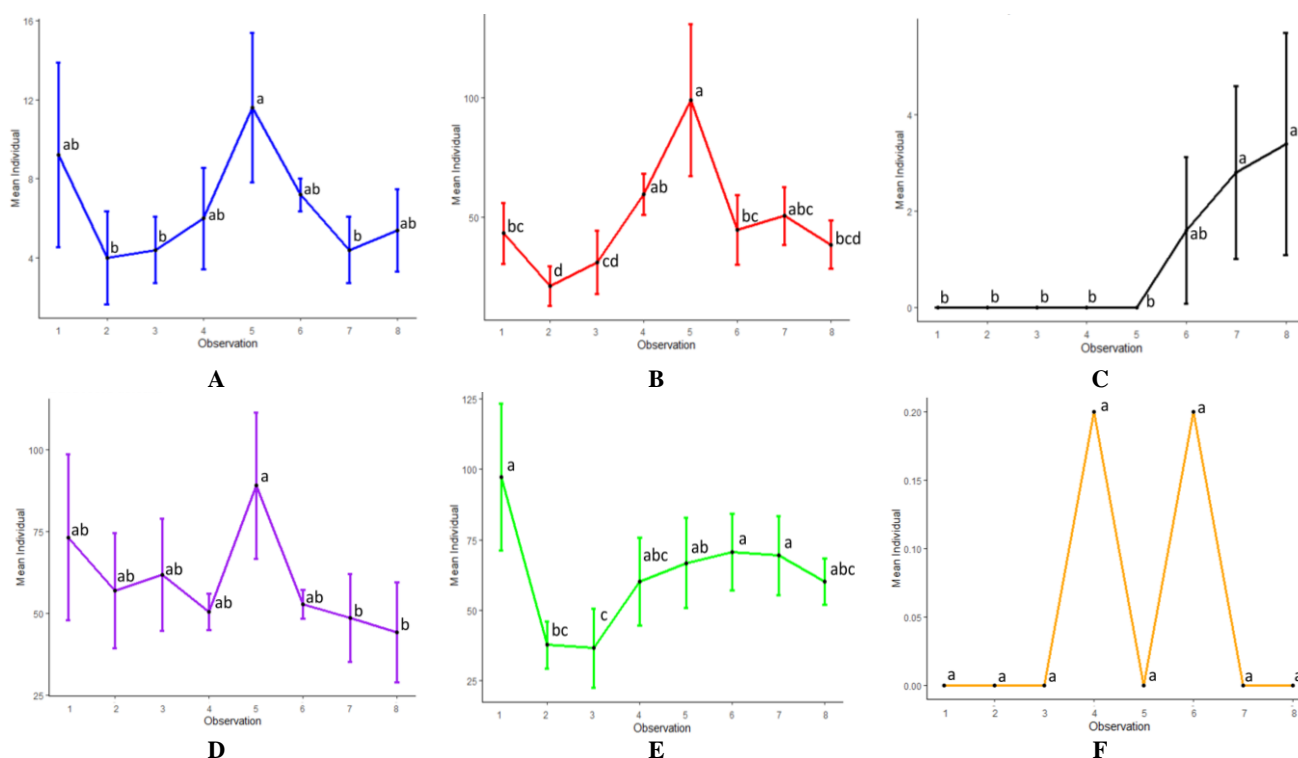 16
12
8
4
Mean Individual
ab
b
b
ab
a
ab
b
ab
1 2 3 4 5 6 7 8
Observation
A
100
50
Mean Individual
bc
d
cd
ab
a
bc
abc
bcd
1 2 3 4 5 6 7 8
Observation
B
4
2
0
Mean Individual
b
b
b
b
b
ab
a
a
1 2 3 4 5 6 7 8
Observation
C
100
75
50
25
Mean Individual
ab
ab
ab
ab
a
ab
b
b
1 2 3 4 5 6 7 8
Observation
D
125
100
75
50
25
Mean Individual
a
bc
c
abc
ab
a
a
abc
1 2 3 4 5 6 7 8
Observation
E
0.20
0.15
0.10
0.05
0.00
Mean Individual
a
a
a
a
a
a
a
a
1 2 3 4 5 6 7 8
Observation
F